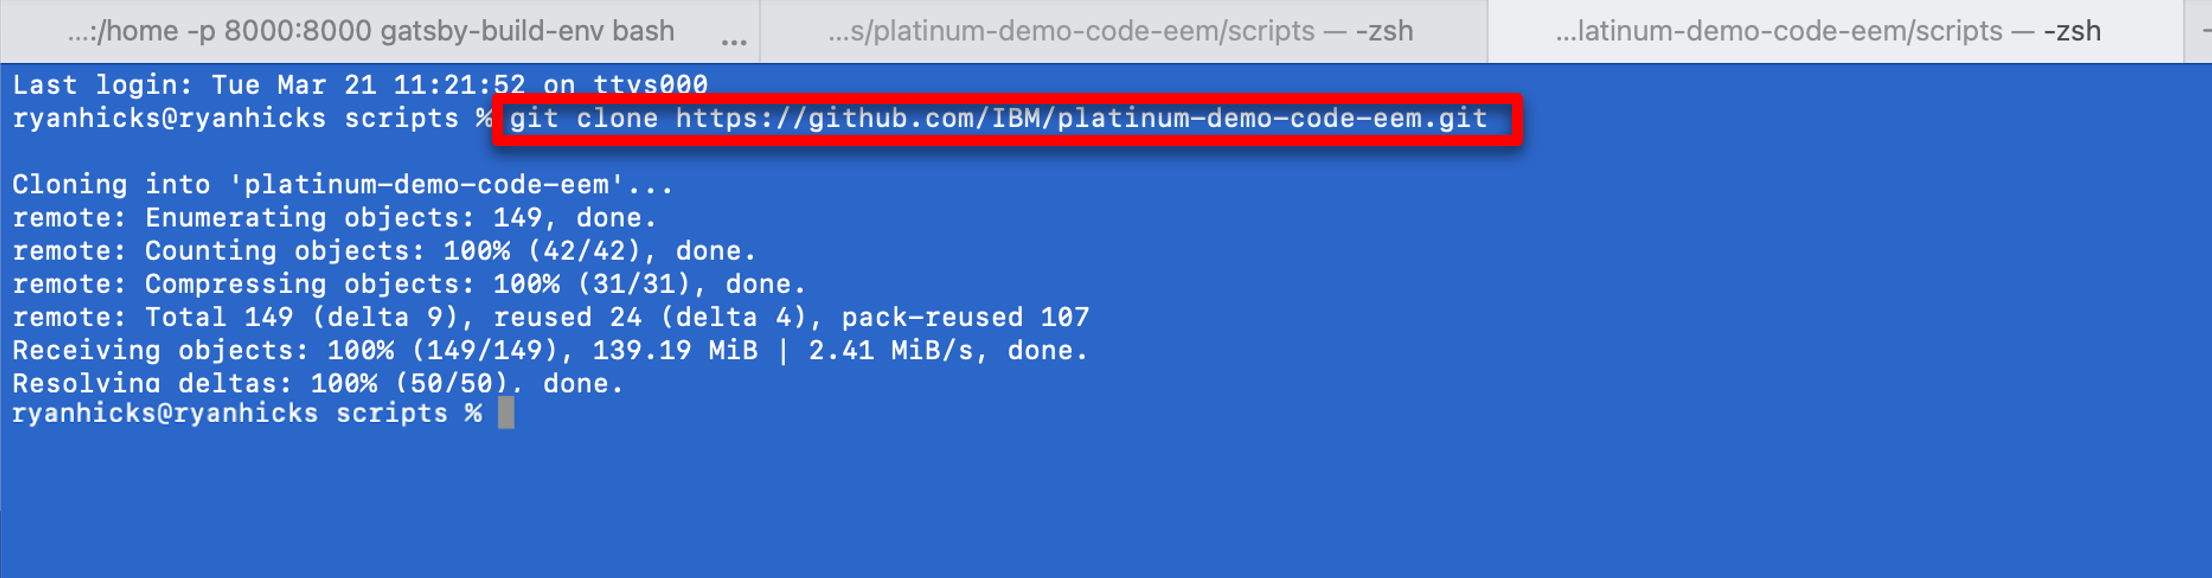 ...:/home -p 8000:8000 gatsby-build-env bash ...
...s/platinum-demo-code-eem/scripts — -zsh
...latinum-demo-code-eem/scripts — -zsh
Last login: Tue Mar 21 11:21:52 on ttys000
ryanhicks@ryanhicks scripts % git clone https://github.com/IBM/platinum-demo-code-eem.git
Cloning into 'platinum-demo-code-eem'...
remote: Enumerating objects: 149, done.
remote: Counting objects: 100% (42/42), done.
remote: Compressing objects: 100% (31/31), done.
remote: Total 149 (delta 9), reused 24 (delta 4), pack-reused 107
Receiving objects: 100% (149/149), 139.19 MiB | 2.41 MiB/s, done.
Resolving deltas: 100% (50/50), done.
ryanhicks@ryanhicks scripts %